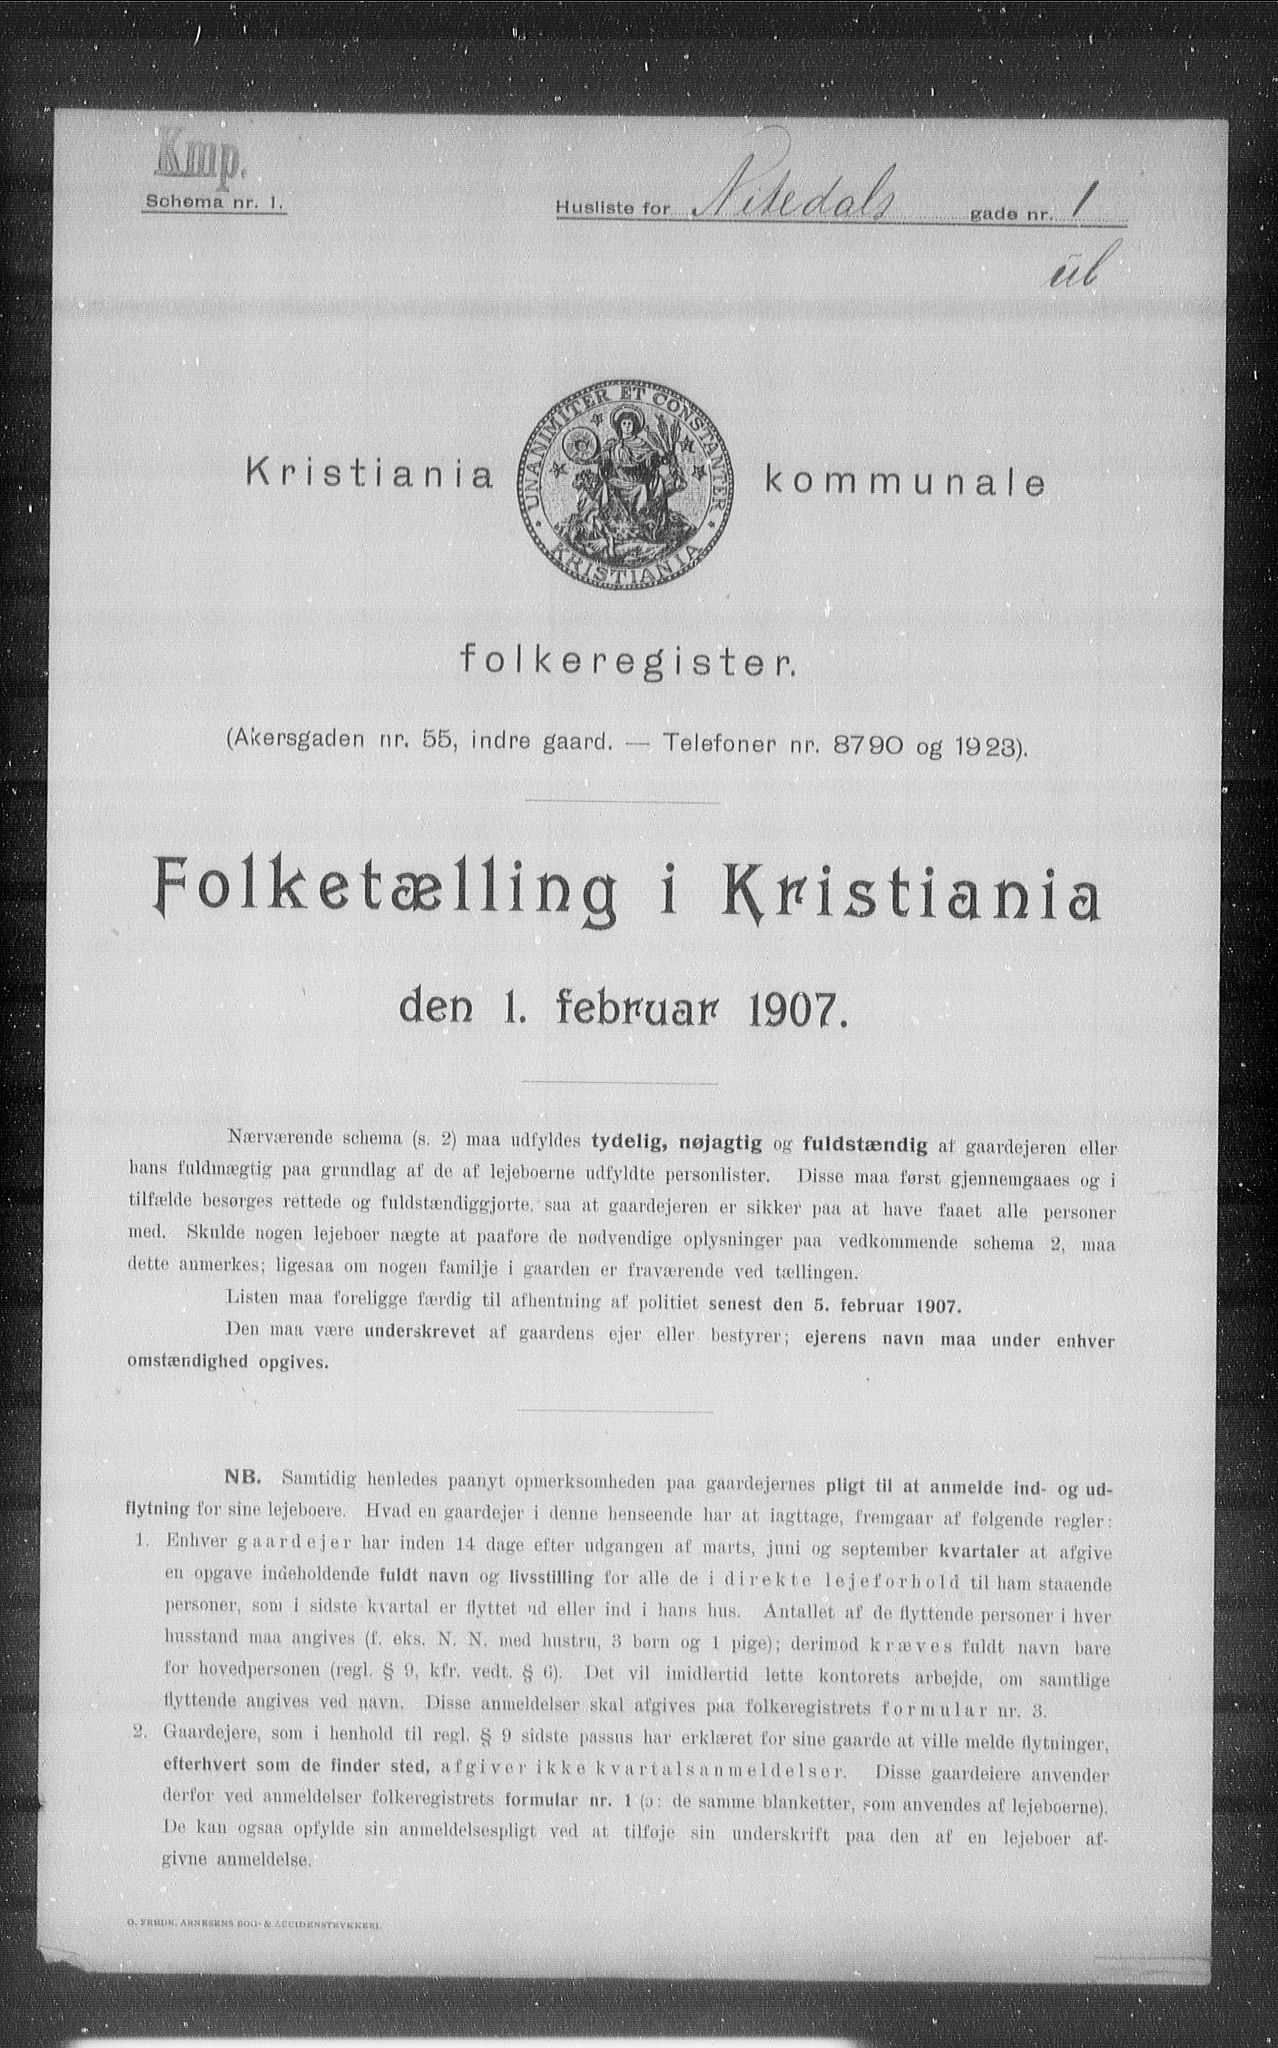 Kmp.
Schema nr. 1.
Husliste for Nitedals gade nr. 1
UNANIMITER ET CONSTANTER
KRISTIANIA
Kristiania kommunale
folkeregister.
(Akersgaden nr. 55, indre gaard. — Telefoner nr. 8790 og 1923).
Folketælling i Kristiania
den 1. februar 1907.
Nærværende schema (s. 2) maa udfyldes tydelig, nøjagtig og fuldstændig af gaardejeren eller
hans fuldmægtig paa grundlag af de af lejeboerne udfyldte personlister. Disse maa først gjennemgaaes og i
tilfælde besørges rettede og fuldstændiggjorte, saa at gaardejeren er sikker paa at have faaet alle personer
med. Skulde nogen lejeboer nægte at paaføre de nødvendige oplysninger paa vedkommende schema 2, maa
dette anmerkes; ligesaa om nogen familje i gaarden er fraværende ved tællingen.
Listen maa foreligge færdig til afhentning af politiet senest den 5. februar 1907.
Den maa være underskrevet af gaardens ejer eller bestyrer; ejerens navn maa under enhver
omstændighed opgives.
NB. Samtidig henledes paanyt opmerksomheden paa gaardejernes pligt til at anmelde ind- og ud-
flytning for sine lejeboere. Hvad en gaardejer i denne henseende har at iagttage, fremgaar af følgende regler:
1. Enhver gaardejer har inden 14 dage efter udgangen af marts, juni og september kvartaler at afgive
en opgave indeholdende fuldt navn og livsstilling for alle de i direkte lejeforhold til ham staaende
personer, som i sidste kvartal er flyttet ud eller ind i hans hus. Antallet af de flyttende personer i hver
husstand maa angives (f. eks. N. N. med hustru, 3 børn og 1 pige); derimod kræves fuldt navn bare
for hovedpersonen (regl. § 9, kfr. vedt. § 6). Det vil imidlertid lette kontorets arbejde, om samtlige
flyttende angives ved navn. Disse anmeldelser skal afgives paa folkeregistrets formular nr. 3.
2. Gaardejere, som i henhold til regl. § 9 sidste passus har erklæret for sine gaarde at ville melde flytninger,
efterhvert som de finder sted, afgiver ikke kvartalsanmeldelser. Disse gaardeiere anvender
derfor ved anmeldelser folkeregistrets formular nr. 1 (ɔ: de samme blanketter, som anvendes af lejeboerne).
De kan ogsaa opfylde sin anmeldelsespligt ved at tilføje sin underskrift paa den af en lejeboer af-
givne anmeldelse.
O. FREDR. ARNESENS BOG- & ACCIDENSTRYKKERI.